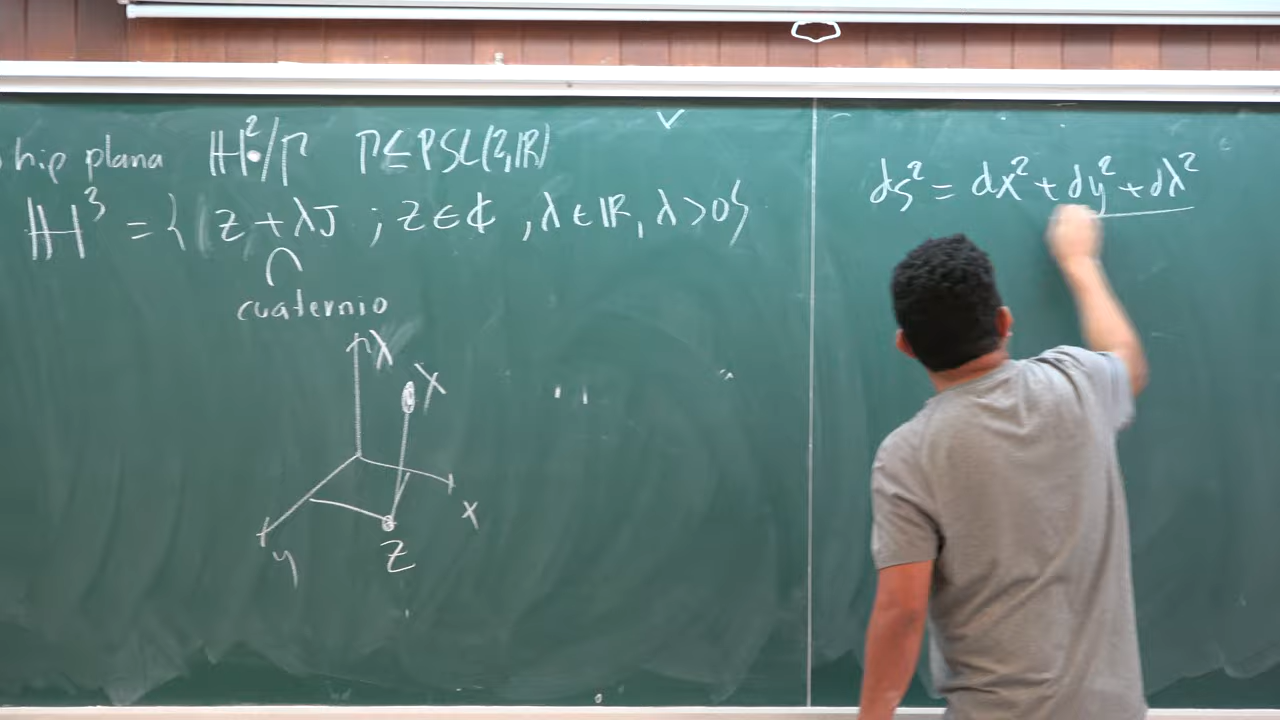 hip plana ℍ²/Γ Γ ≤ PSL(2,ℝ)
ℍ³ = { z + λJ ; z ∈ ℂ , λ ∈ ℝ, λ > 0}
cuaternio
λ
X
x
y
z
ds² = dx² + dy² + dλ²